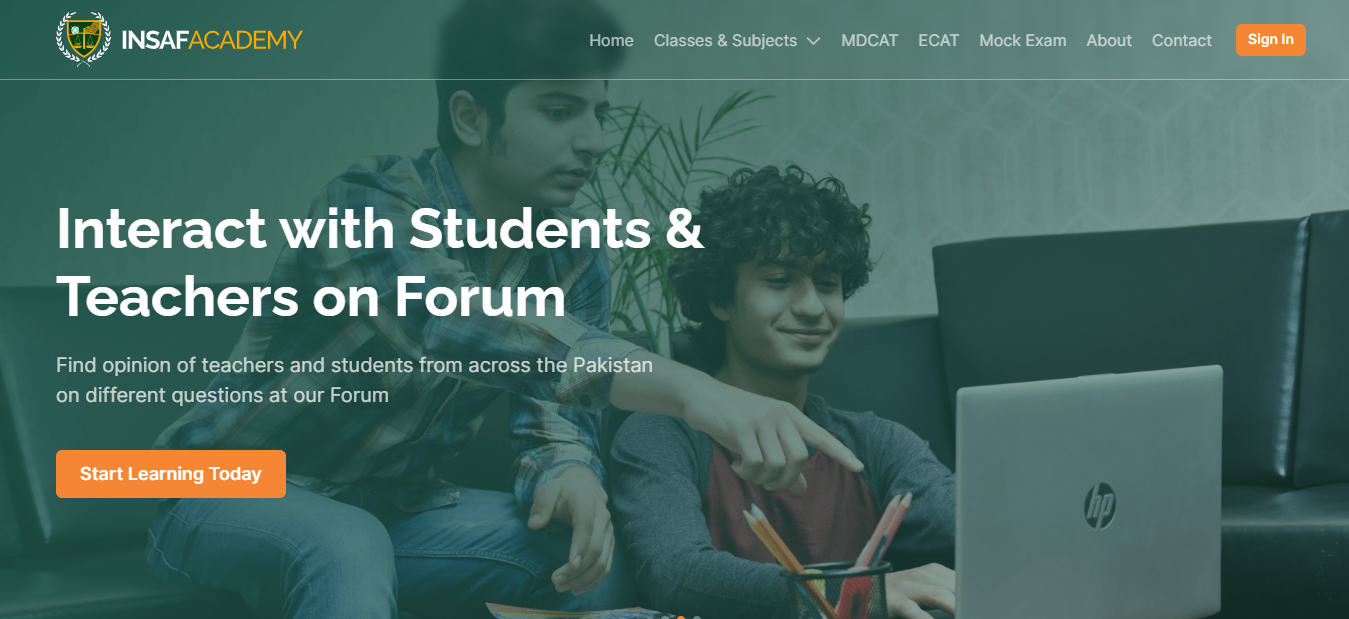 INSAFACADEMY
Home Classes & Subjects MDCAT ECAT Mock Exam About Contact Sign In
Interact with Students &
Teachers on Forum
Find opinion of teachers and students from across the Pakistan
on different questions at our Forum
Start Learning Today
hp